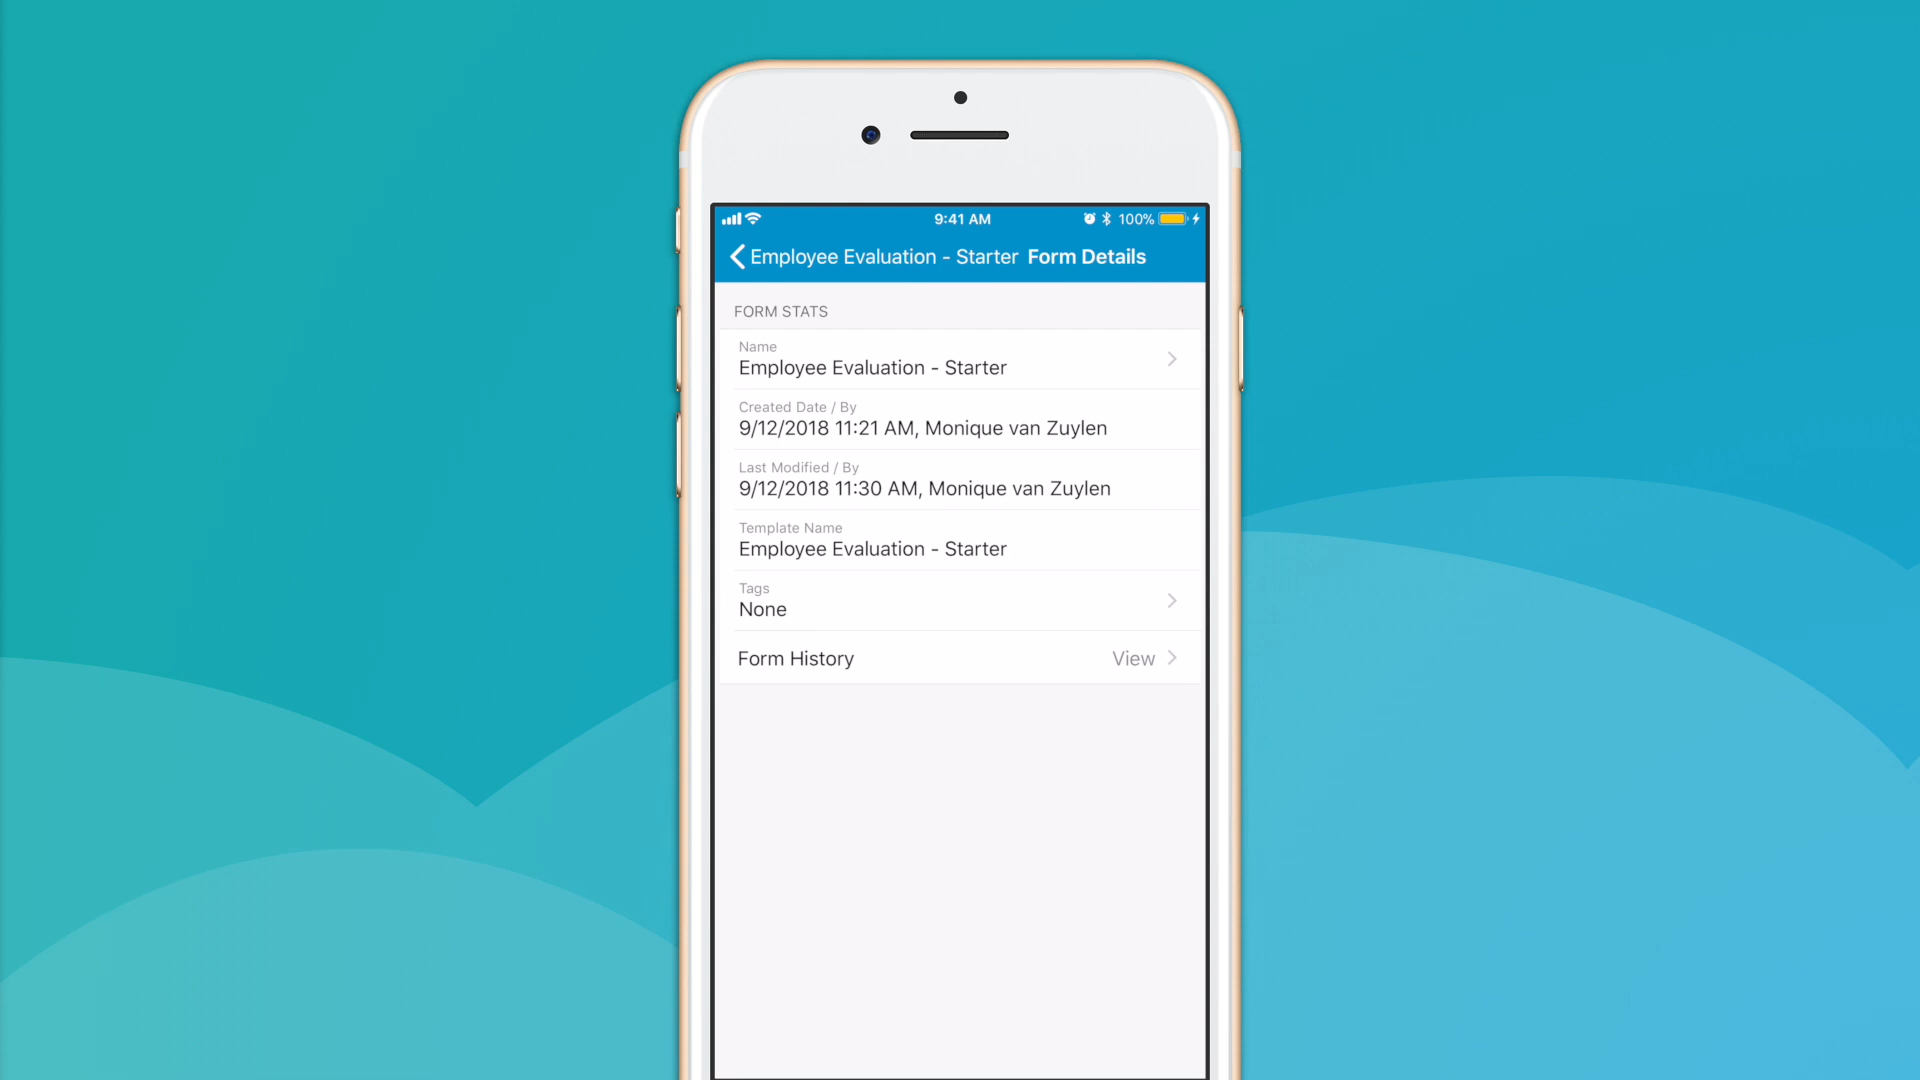 9:41 AM 100%
Employee Evaluation - Starter Form Details
FORM STATS
Name
Employee Evaluation - Starter
Created Date / By
9/12/2018 11:21 AM, Monique van Zuylen
Last Modified / By
9/12/2018 11:30 AM, Monique van Zuylen
Template Name
Employee Evaluation - Starter
Tags
None
Form History View